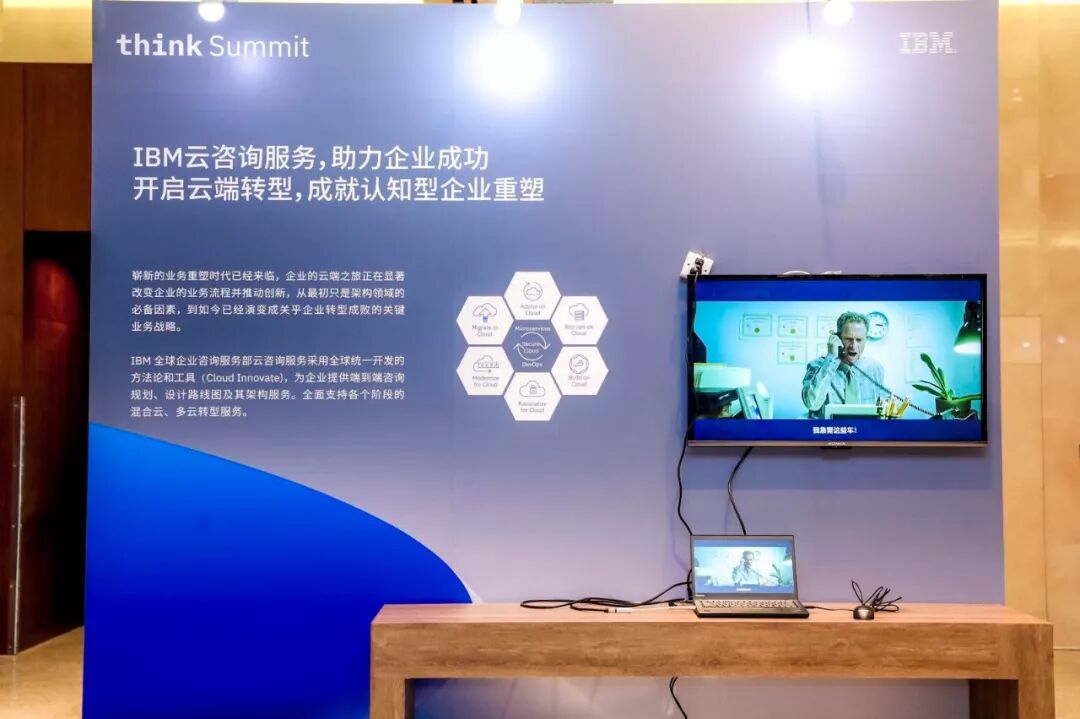 think Summit
IBM
IBM云咨询服务，助力企业成功
开启云端转型，成就认知型企业重塑
崭新的业务重塑时代已经来临，企业的云端之旅正在显著
改变企业的业务流程并推动创新，从最初只是架构领域的
必备因素，到如今已经演变成关乎企业转型成败的关键
业务战略。
IBM 全球企业咨询服务部云咨询服务采用全球统一开发的
方法论和工具（Cloud Innovate），为企业提供端到端咨询
规划、设计路线图及其架构服务。全面支持各个阶段的
混合云、多云转型服务。
Advise on
Cloud
Migrate to
Cloud
Cloud
Microservices
Secure
Cloud
DevOps
Modernize
for Cloud
Build on
Cloud
Rationalize
for Cloud
我急需这些车！
KONKA